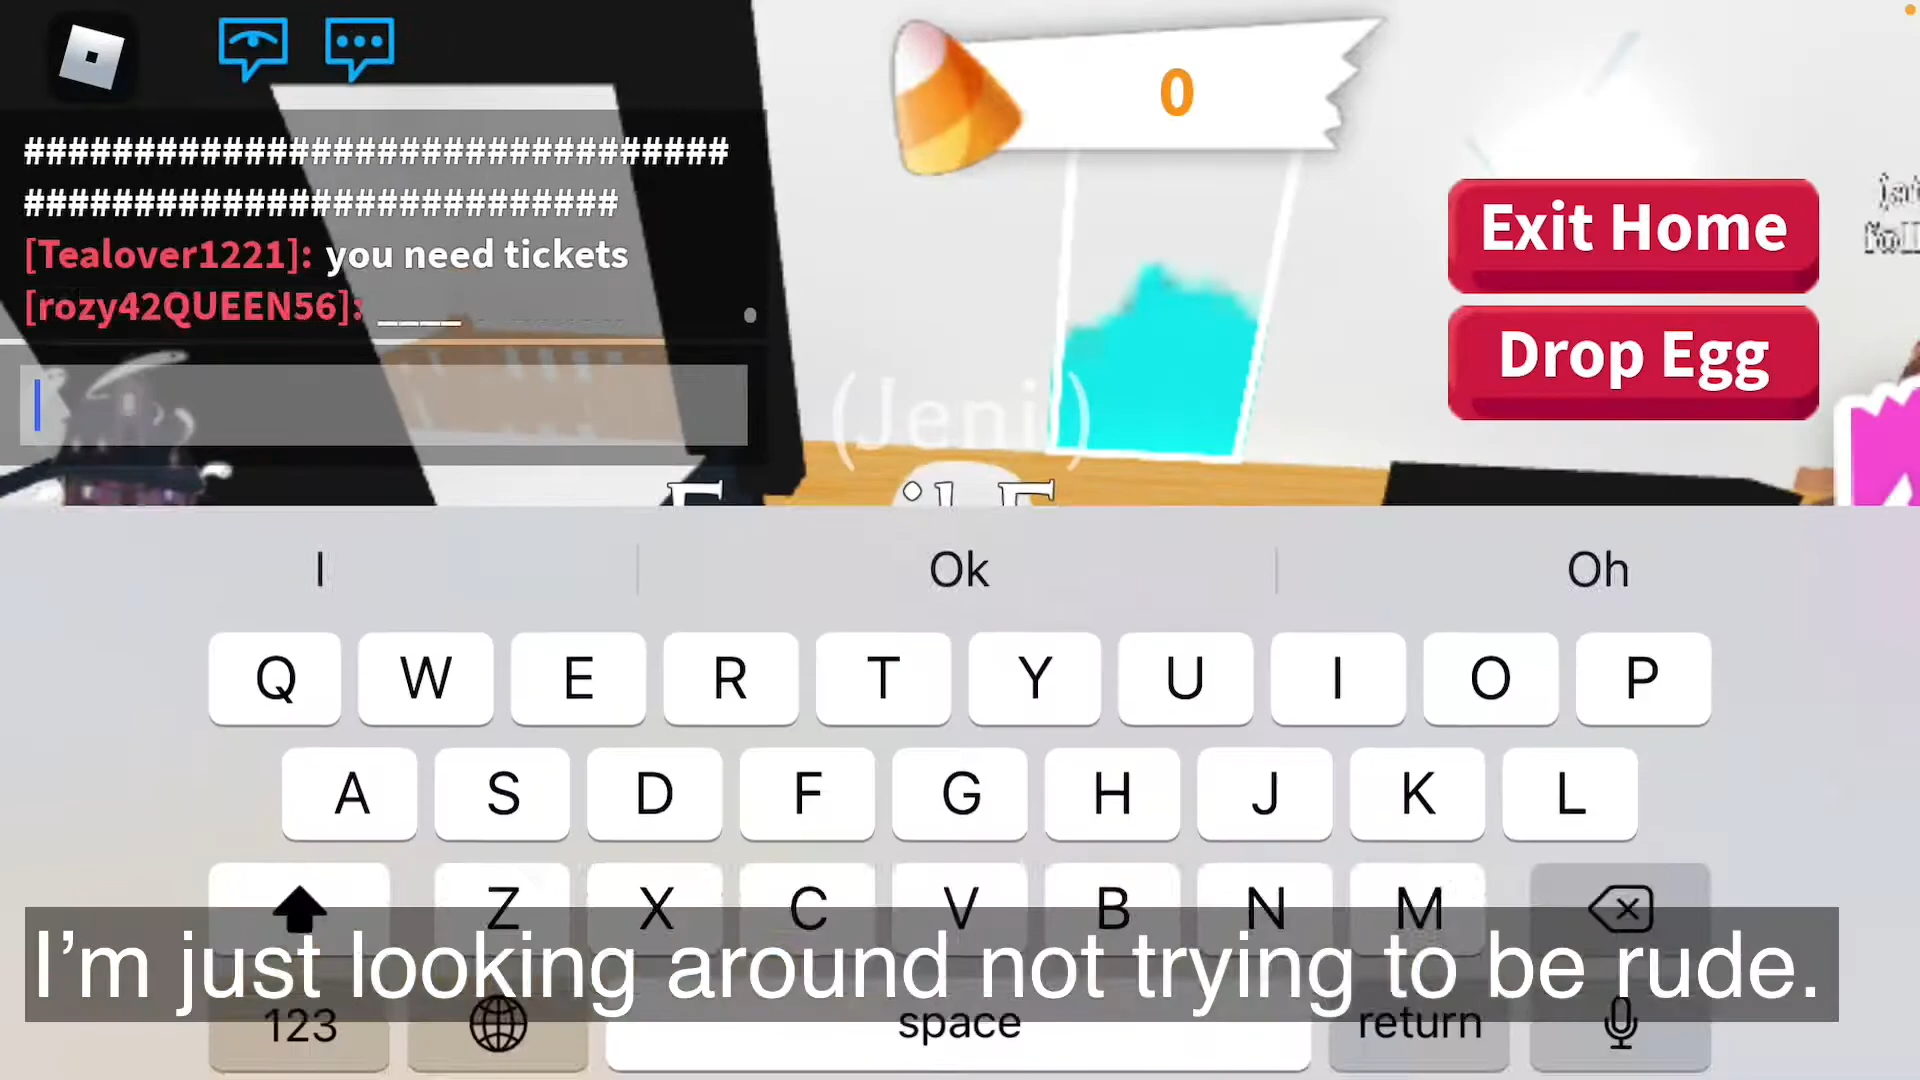 0
################################
###########################
[Tealover1221]: you need tickets
[rozy42QUEEN56]: ____
Exit Home
Drop Egg
(Jeni)
I Ok Oh
Q W E R T Y U I O P
A S D F G H J K L
Z X C V B N M
I’m just looking around not trying to be rude.
123 space return